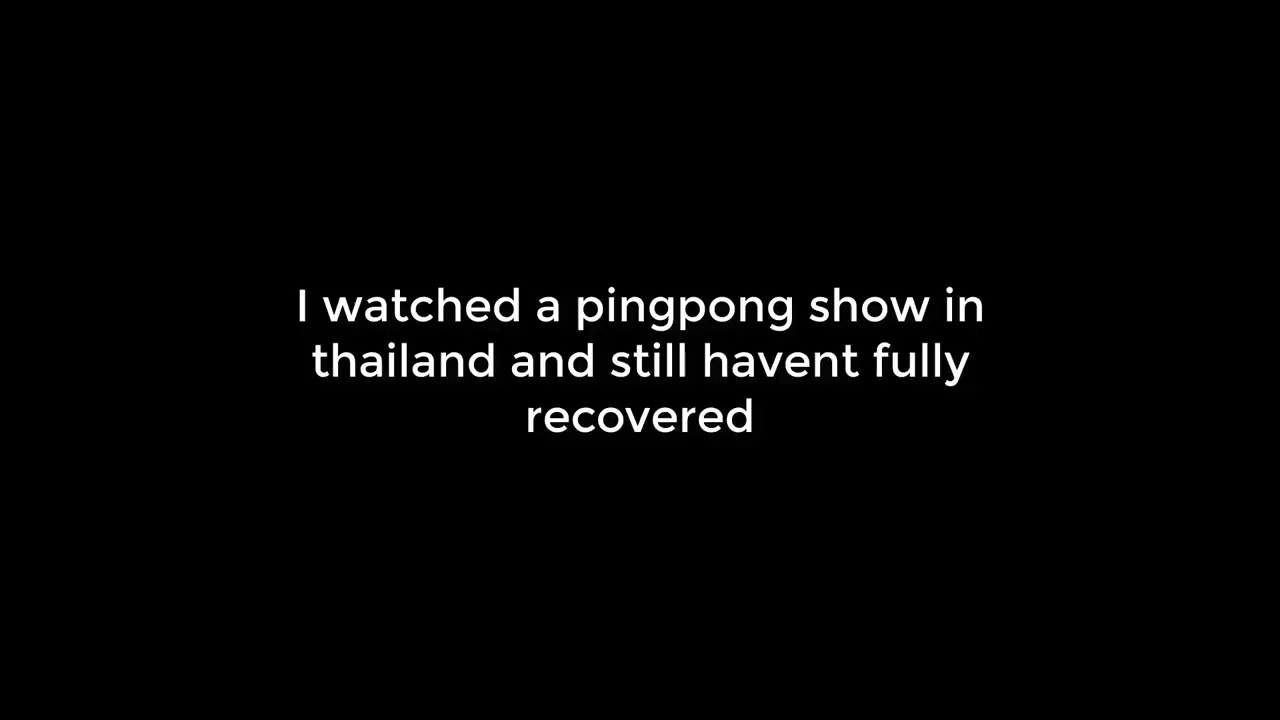 I watched a pingpong show in
thailand and still havent fully
recovered